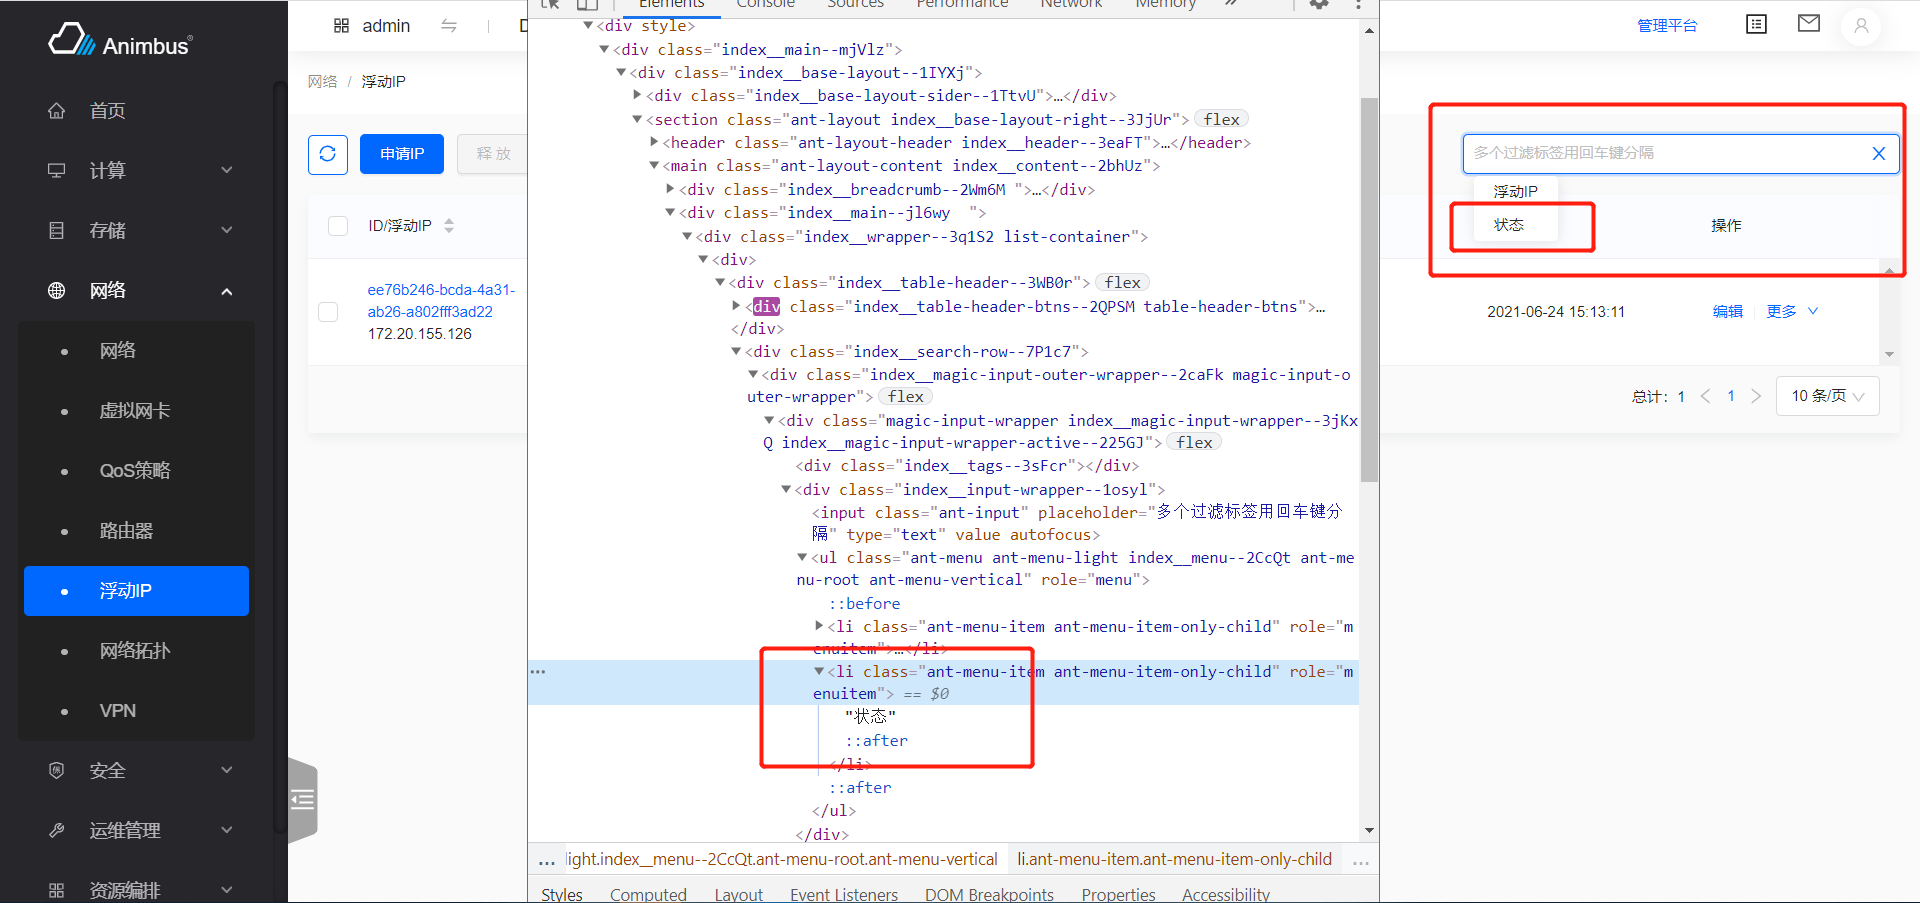 Animbus®
首页
计算
存储
网络
网络
虚拟网卡
QoS策略
路由器
浮动IP
网络拓扑
VPN
安全
运维管理
资源编排
admin
网络 / 浮动IP
申请IP
释 放
ID/浮动IP
ee76b246-bcda-4a31-
ab26-a802fff3ad22
172.20.155.126
Elements Console Sources Performance Network Memory »
▼<div style>
▼<div class="index__main--mjVlz">
▼<div class="index__base-layout--1IYXj">
▶<div class="index__base-layout-sider--1TtvU">…</div>
▼<section class="ant-layout index__base-layout-right--3JjUr"> flex
▶<header class="ant-layout-header index__header--3eaFT">…</header>
▼<main class="ant-layout-content index__content--2bhUz">
▶<div class="index__breadcrumb--2Wm6M ">…</div>
▼<div class="index__main--jl6wy  ">
▼<div class="index__wrapper--3q1S2 list-container">
▼<div>
▼<div class="index__table-header--3WB0r"> flex
▶<div class="index__table-header-btns--2QPSM table-header-btns">…
</div>
▼<div class="index__search-row--7P1c7">
▼<div class="index__magic-input-outer-wrapper--2caFk magic-input-o
uter-wrapper"> flex
▼<div class="magic-input-wrapper index__magic-input-wrapper--3jKx
Q index__magic-input-wrapper-active--225GJ"> flex
<div class="index__tags--3sFcr"></div>
▼<div class="index__input-wrapper--1osyl">
<input class="ant-input" placeholder="多个过滤标签用回车键分
隔" type="text" value autofocus>
▼<ul class="ant-menu ant-menu-light index__menu--2CcQt ant-me
nu-root ant-menu-vertical" role="menu">
::before
▶<li class="ant-menu-item ant-menu-item-only-child" role="m
enuitem">…</li>
▼<li class="ant-menu-item ant-menu-item-only-child" role="m
enuitem"> == $0
"状态"
::after
</li>
::after
</ul>
</div>
... light.index__menu--2CcQt.ant-menu-root.ant-menu-vertical li.ant-menu-item.ant-menu-item-only-child ...
Styles Computed Layout Event Listeners DOM Breakpoints Properties Accessibility
管理平台
多个过滤标签用回车键分隔
浮动IP
状态
操作
2021-06-24 15:13:11
编辑 更多
总计： 1 < 1 > 10 条/页